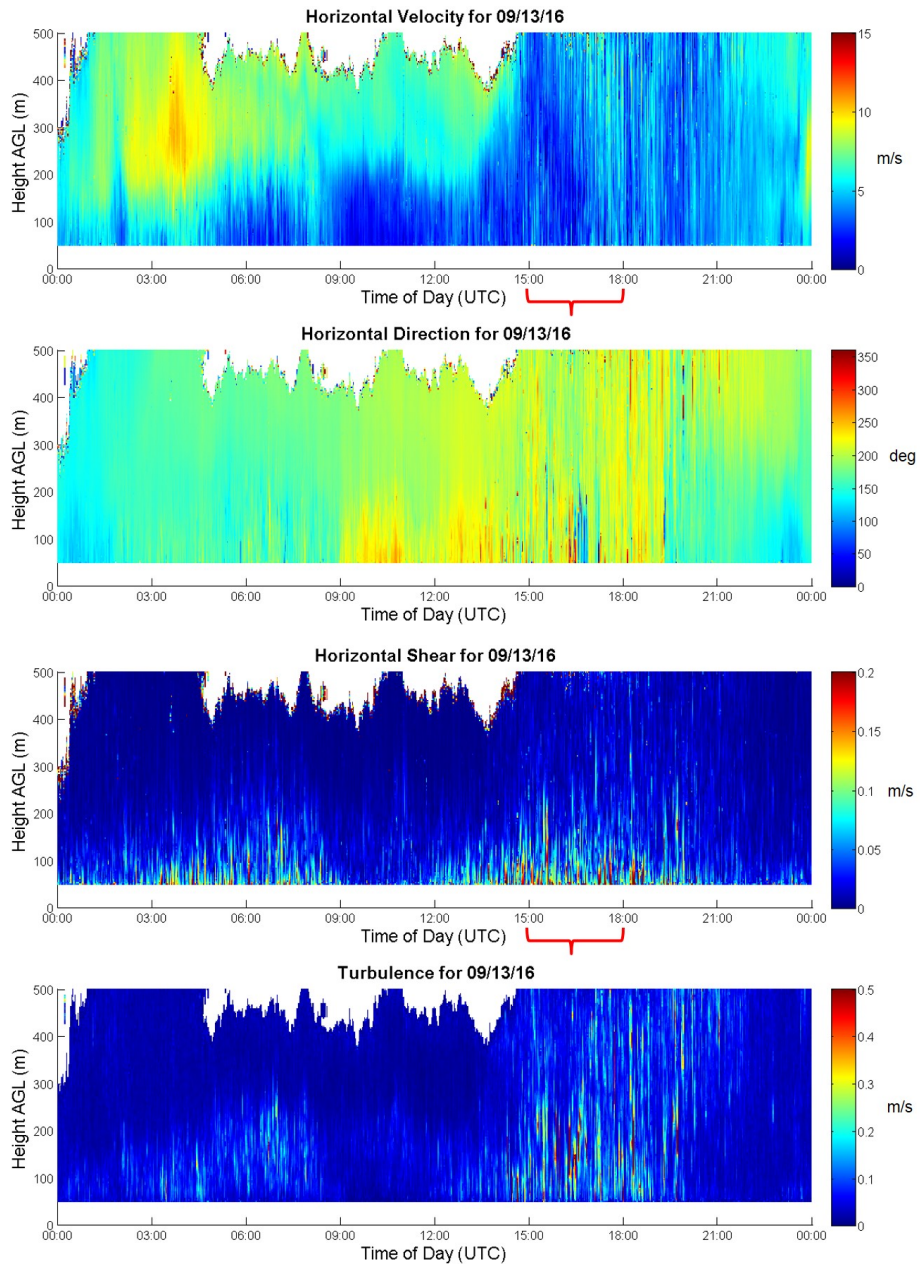 Horizontal Velocity for 09/13/16
500
400
300
200
100
0
Height AGL (m)
00:00 03:00 06:00 09:00 12:00 15:00 18:00 21:00 00:00
Time of Day (UTC)
15
10
5
0
m/s
Horizontal Direction for 09/13/16
500
400
300
200
100
0
Height AGL (m)
00:00 03:00 06:00 09:00 12:00 15:00 18:00 21:00 00:00
Time of Day (UTC)
350
300
250
200
150
100
50
0
deg
Horizontal Shear for 09/13/16
500
400
300
200
100
0
Height AGL (m)
00:00 03:00 06:00 09:00 12:00 15:00 18:00 21:00 00:00
Time of Day (UTC)
0.2
0.15
0.1
0.05
0
m/s
Turbulence for 09/13/16
500
400
300
200
100
0
Height AGL (m)
00:00 03:00 06:00 09:00 12:00 15:00 18:00 21:00 00:00
Time of Day (UTC)
0.5
0.4
0.3
0.2
0.1
0
m/s